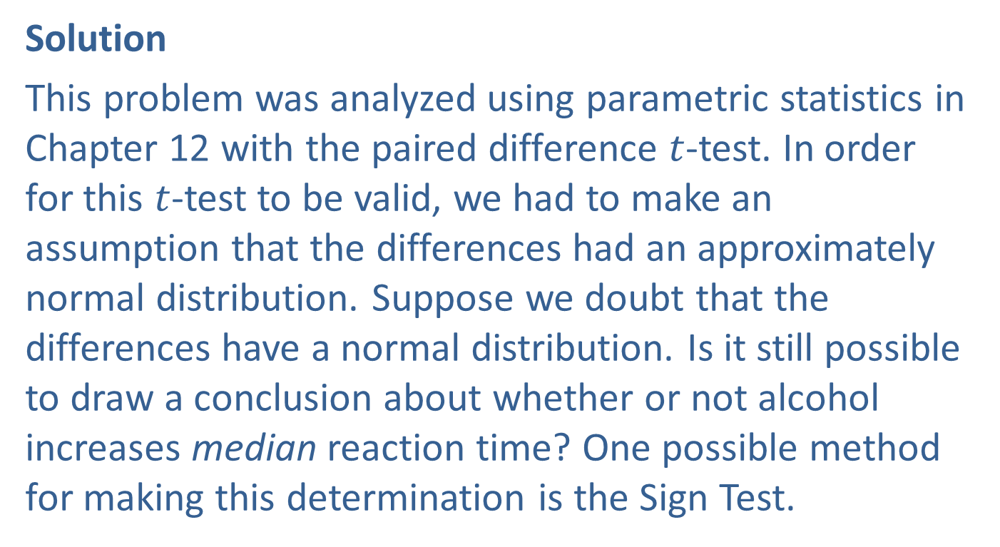 Solution
This problem was analyzed using parametric statistics in
Chapter 12 with the paired difference t-test. In order
for this t-test to be valid, we had to make an
assumption that the differences had an approximately
normal distribution. Suppose we doubt that the
differences have a normal distribution. Is it still possible
to draw a conclusion about whether or not alcohol
increases median reaction time? One possible method
for making this determination is the Sign Test.